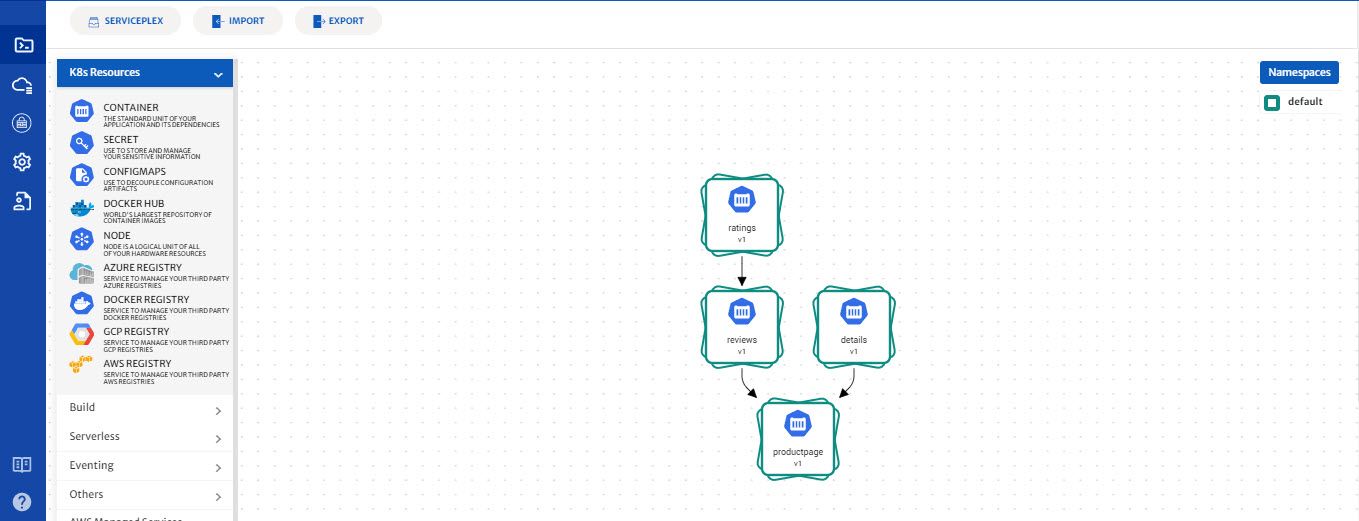 SERVICEPLEX
IMPORT
EXPORT
K8s Resources
CONTAINER
THE STANDARD UNIT OF YOUR
APPLICATION AND ITS DEPENDENCIES
SECRET
USE TO STORE AND MANAGE
YOUR SENSITIVE INFORMATION
CONFIGMAPS
USE TO DECOUPLE CONFIGURATION
ARTIFACTS
DOCKER HUB
WORLD'S LARGEST REPOSITORY OF
CONTAINER IMAGES
NODE
NODE IS A LOGICAL UNIT OF ALL
OF YOUR HARDWARE RESOURCES
AZURE REGISTRY
SERVICE TO MANAGE YOUR THIRD PARTY
AZURE REGISTRIES
DOCKER REGISTRY
SERVICE TO MANAGE YOUR THIRD PARTY
DOCKER REGISTRIES
GCP REGISTRY
SERVICE TO MANAGE YOUR THIRD PARTY
GCP REGISTRIES
AWS REGISTRY
SERVICE TO MANAGE YOUR THIRD PARTY
AWS REGISTRIES
Build
Serverless
Eventing
Others
AWS Managed Services
ratings
v1
reviews
v1
details
v1
productpage
v1
Namespaces
default